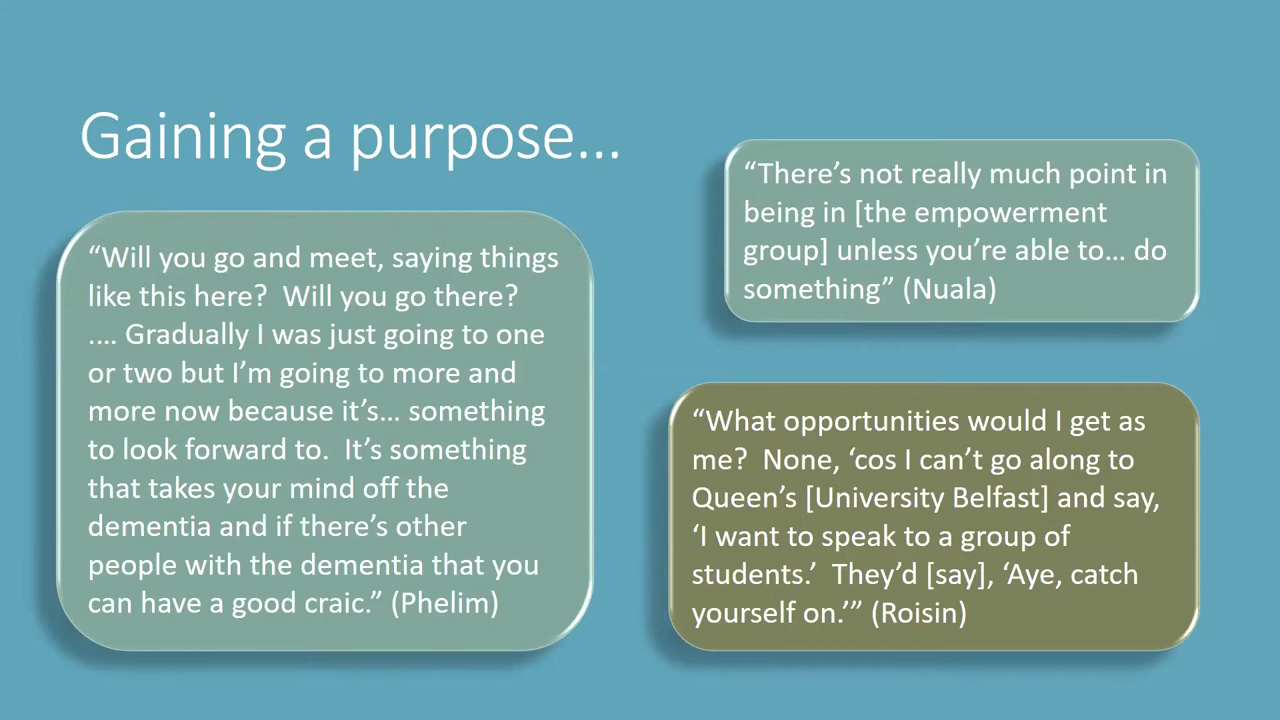 Gaining a purpose...
“Will you go and meet, saying things
like this here?  Will you go there?
.... Gradually I was just going to one
or two but I’m going to more and
more now because it’s... something
to look forward to.  It’s something
that takes your mind off the
dementia and if there’s other
people with the dementia that you
can have a good craic.” (Phelim)
“There’s not really much point in
being in [the empowerment
group] unless you’re able to... do
something” (Nuala)
“What opportunities would I get as
me?  None, ‘cos I can’t go along to
Queen’s [University Belfast] and say,
‘I want to speak to a group of
students.’  They’d [say], ‘Aye, catch
yourself on.’” (Roisin)